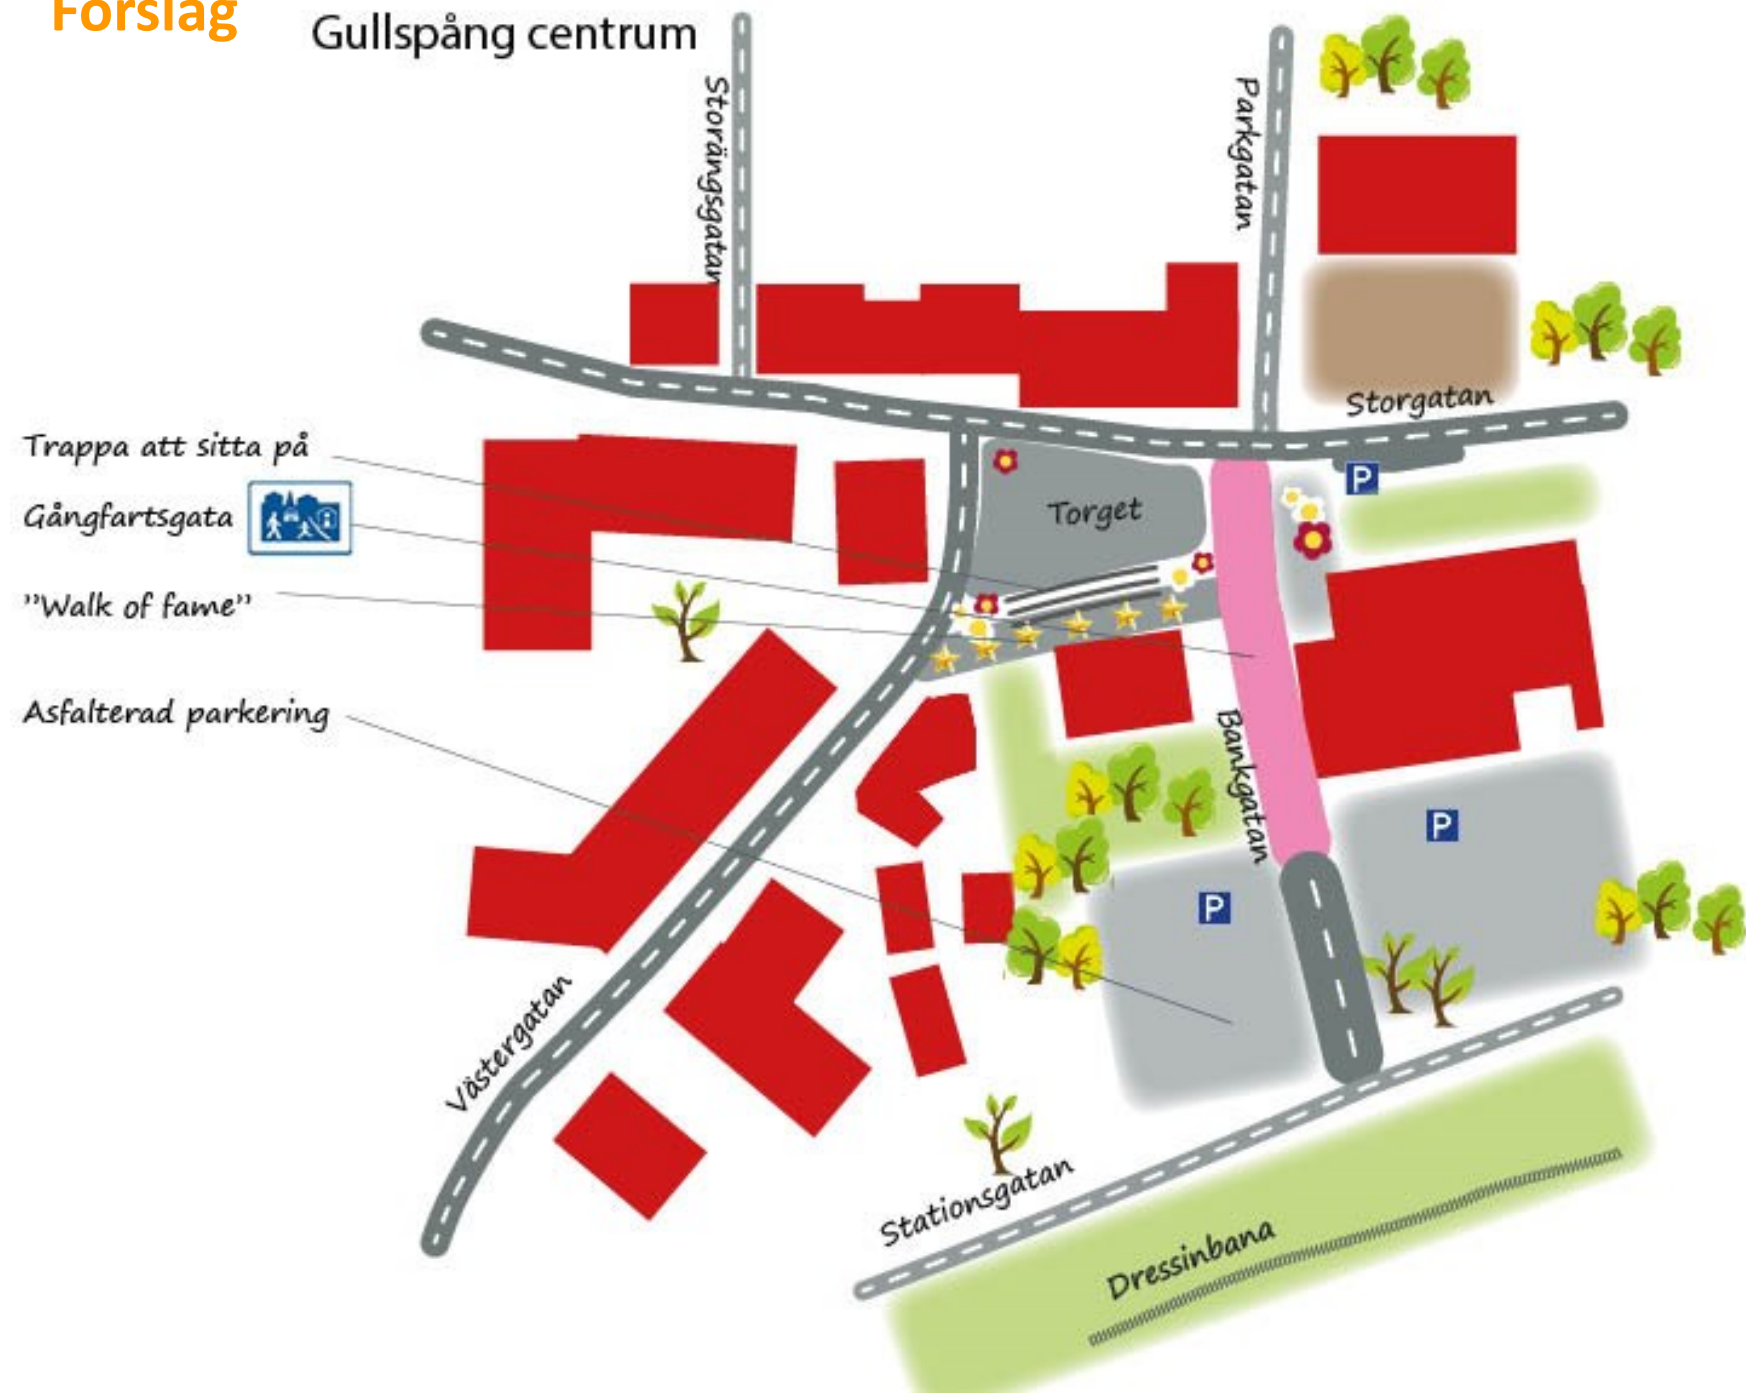 Förslag
Gullspång centrum
Storängsgatan
Parkgatan
Storgatan
Trappa att sitta på
Gångfartsgata
”Walk of fame”
Asfalterad parkering
Torget
P
Bankgatan
P
P
Västergatan
Stationsgatan
Dressinbana